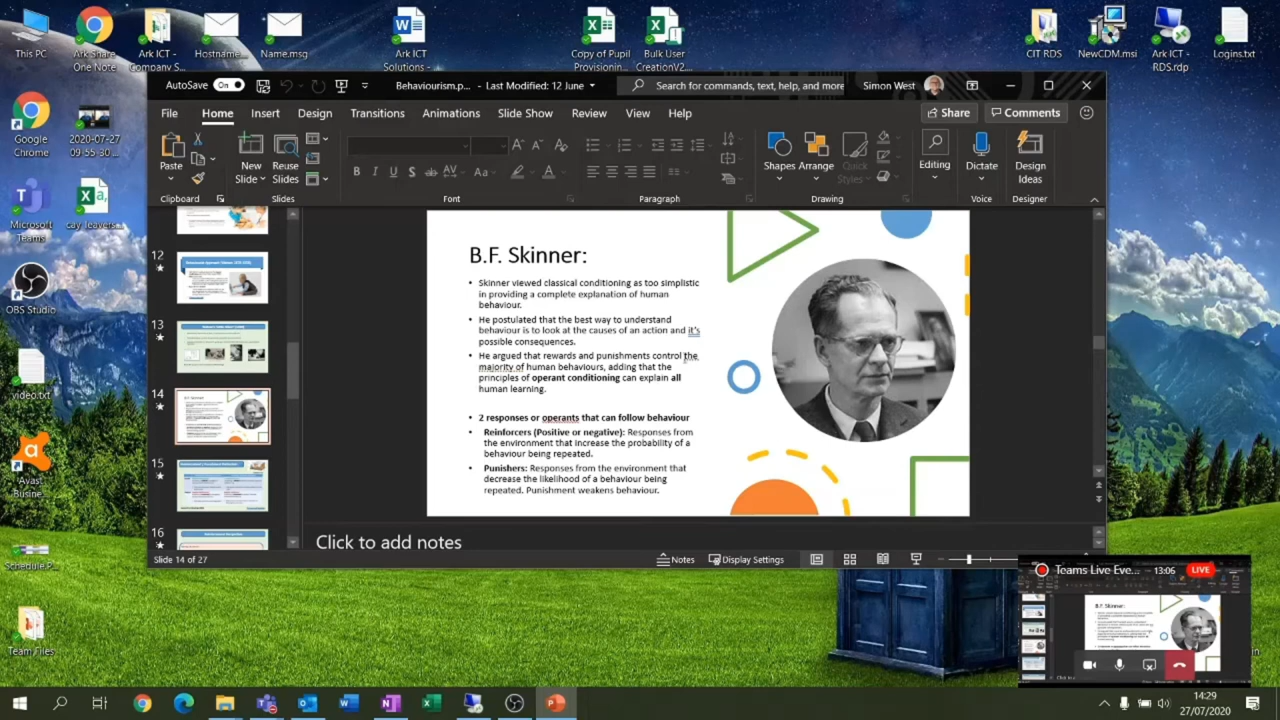 This PC
Ark Share One Note
Ark ICT - Company S...
Hostname...
Name.msg
Ark ICT Solutions -
Copy of Pupil Provisionin...
Bulk User CreationV2...
CIT RDS
NewCDM.msi
Ark ICT - RDS.rdp
Logins.txt
AutoSave On
Behaviourism.p... - Last Modified: 12 June
Search for commands, text, help, and more
Simon West
File Home Insert Design Transitions Animations Slide Show Review View Help
Share Comments
Paste
New Slide
Reuse Slides
Shapes Arrange Quick Styles
Editing
Dictate
Design Ideas
Clipboard Slides Font Paragraph Drawing Voice Designer
Google Chrome
2020-07-27 09-55-30...
Microsoft Teams
OBS Studio
video.txt
Avast Busine...
Schedule.P...
Team Files
12
13
14
15
16
B.F. Skinner:
• Skinner viewed classical conditioning as too simplistic
in providing a complete explanation of human
behaviour.
• He postulated that the best way to understand
behaviour is to look at the causes of an action and it's
possible consequences.
• He argued that rewards and punishments control the
majority of human behaviours, adding that the
principles of operant conditioning can explain all
human learning.
• 2 responses or operants that can follow behaviour
• Reinforcers (Positive or negative): Responses from
the environment that increase the probability of a
behaviour being repeated.
• Punishers: Responses from the environment that
decrease the likelihood of a behaviour being
repeated. Punishment weakens behaviour.
Click to add notes
Slide 14 of 27
Notes Display Settings
Teams Live Eve... 13:06 LIVE
B.F. Skinner:
14:29
27/07/2020